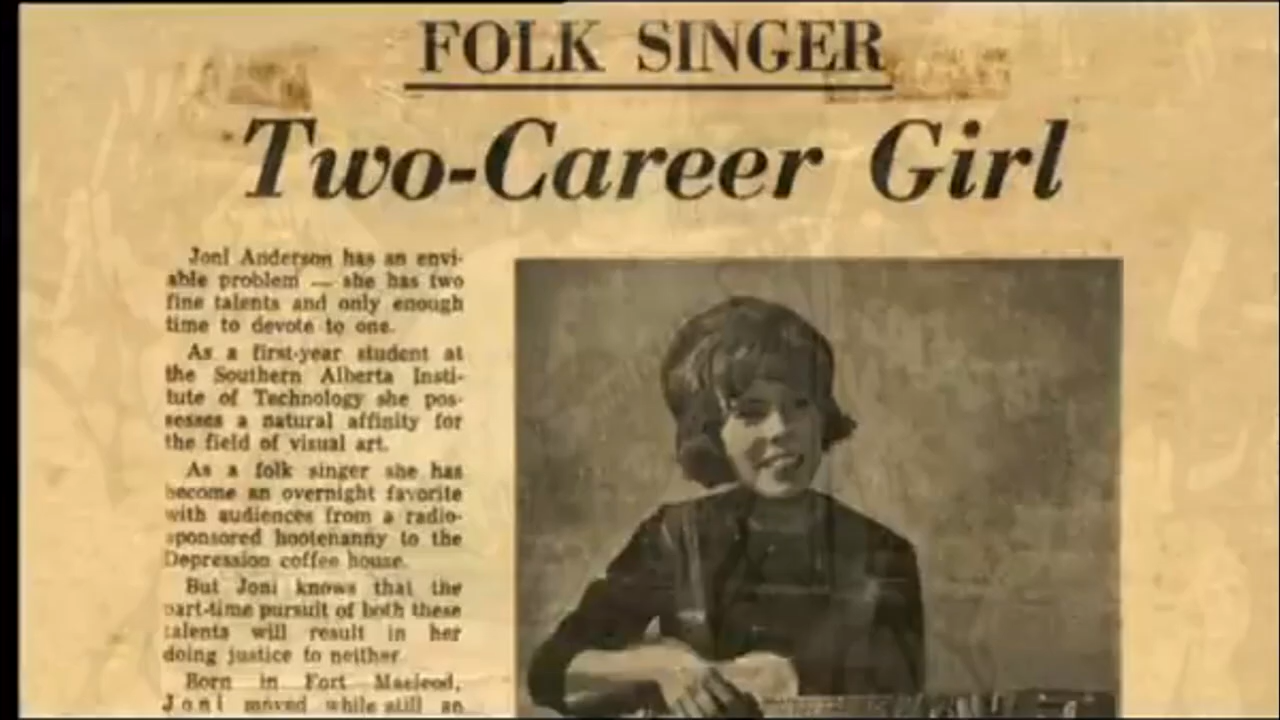 FOLK SINGER
Two-Career Girl
Joni Anderson has an envi-
able problem — she has two
fine talents and only enough
time to devote to one.
As a first-year student at
the Southern Alberta Insti-
tute of Technology she pos-
sesses a natural affinity for
the field of visual art.
As a folk singer she has
become an overnight favorite
with audiences from a radio-
sponsored hootenanny to the
Depression coffee house.
But Joni knows that the
part-time pursuit of both these
talents will result in her
doing justice to neither
Born in Fort Macleod,
Joni moved while still an